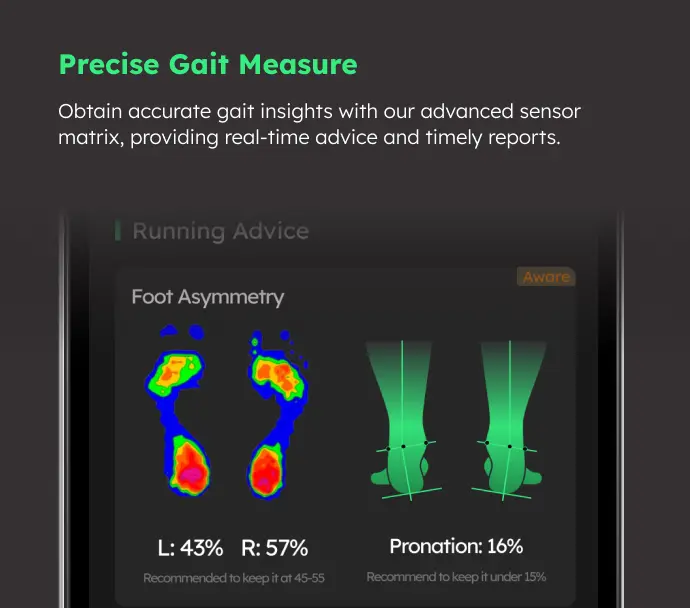 Precise Gait Measure
Obtain accurate gait insights with our advanced sensor
matrix, providing real-time advice and timely reports.
Running Advice
Aware
Foot Asymmetry
L: 43% R: 57%
Recommended to keep it at 45-55
Pronation: 16%
Recommend to keep it under 15%